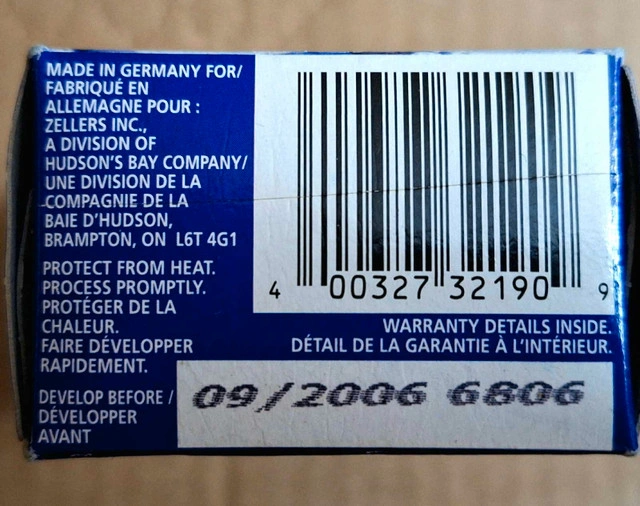 MADE IN GERMANY FOR/
FABRIQUÉ EN
ALLEMAGNE POUR :
ZELLERS INC.,
A DIVISION OF
HUDSON'S BAY COMPANY/
UNE DIVISION DE LA
COMPAGNIE DE LA
BAIE D'HUDSON,
BRAMPTON, ON L6T 4G1
PROTECT FROM HEAT.
PROCESS PROMPTLY.
PROTÉGER DE LA
CHALEUR.
FAIRE DÉVELOPPER
RAPIDEMENT.
DEVELOP BEFORE /
DÉVELOPPER
AVANT
4 00327 32190 9
WARRANTY DETAILS INSIDE.
DÉTAIL DE LA GARANTIE À L'INTÉRIEUR.
09/2006 6806